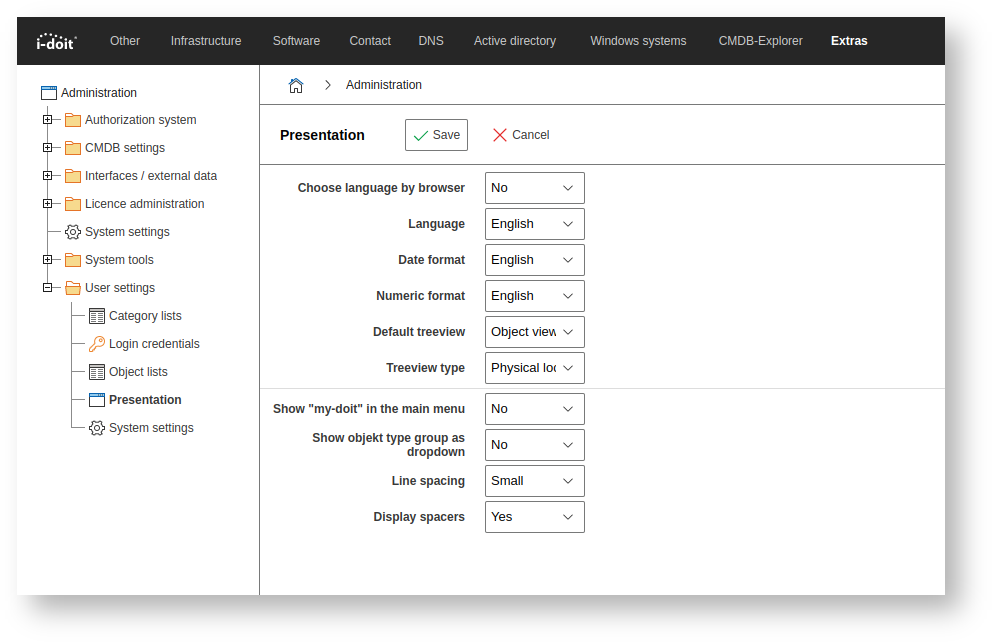 i-doit Other Infrastructure Software Contact DNS Active directory Windows systems CMDB-Explorer Extras
Administration
Authorization system
CMDB settings
Interfaces / external data
Licence administration
System settings
System tools
User settings
Category lists
Login credentials
Object lists
Presentation
System settings
Administration
Presentation Save Cancel
Choose language by browser No
Language English
Date format English
Numeric format English
Default treeview Object view
Treeview type Physical loc
Show "my-doit" in the main menu No
Show objekt type group as
dropdown No
Line spacing Small
Display spacers Yes